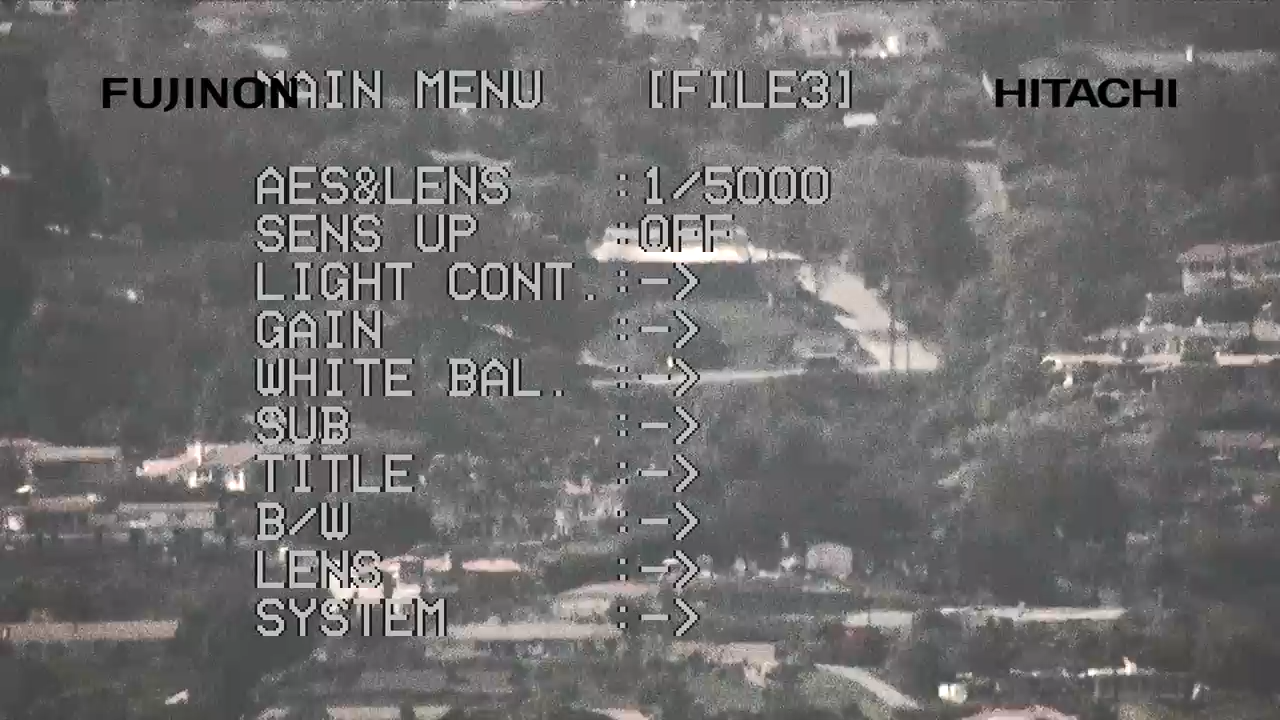 FUJINON
MAIN MENU [FILE3]
HITACHI
AES&LENS :1/5000
SENS UP :OFF
LIGHT CONT.:->
GAIN :->
WHITE BAL. :->
SUB :->
TITLE :->
B/W :->
LENS :->
SYSTEM :->